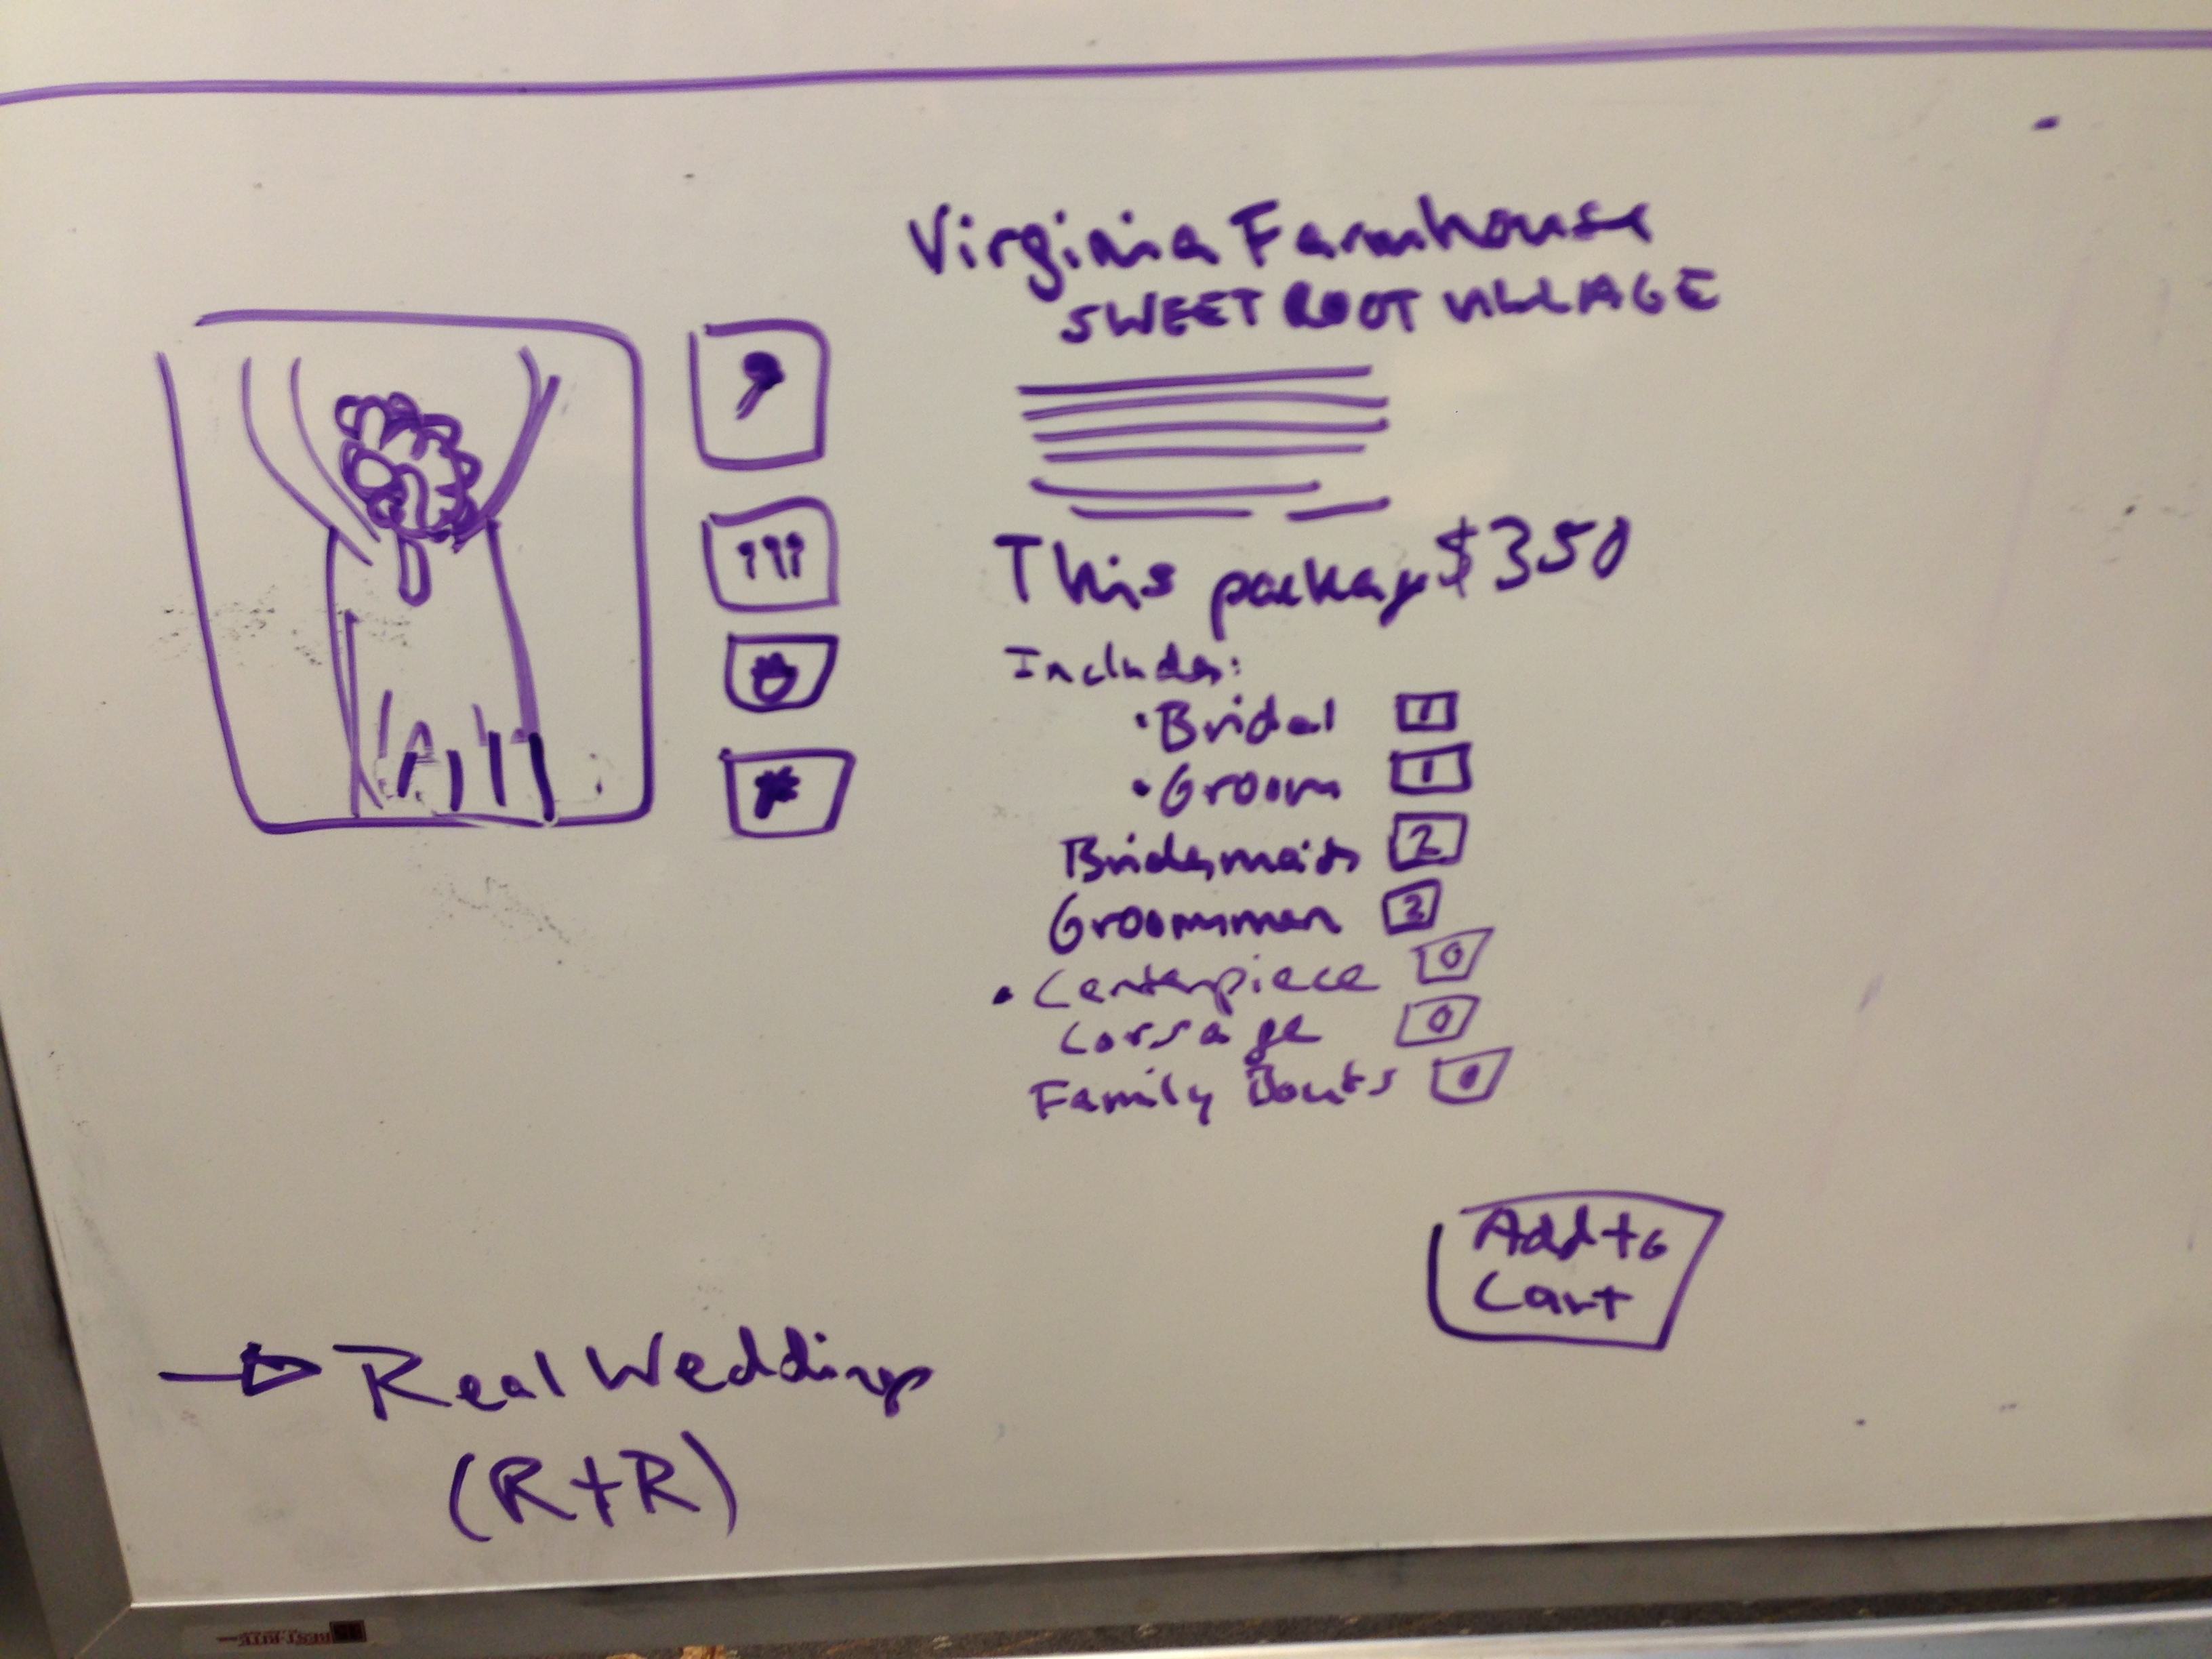 Virginia Farmhouse
SWEET ROOT VILLAGE
This package $350
Includes:
• Bridal 1
• Groom 1
Bridesmaids 2
Groomsmen 2
• Centerpiece 0
Corsage 0
Family Bouts 0
Add to
Cart
Real Weddings
(R+R)